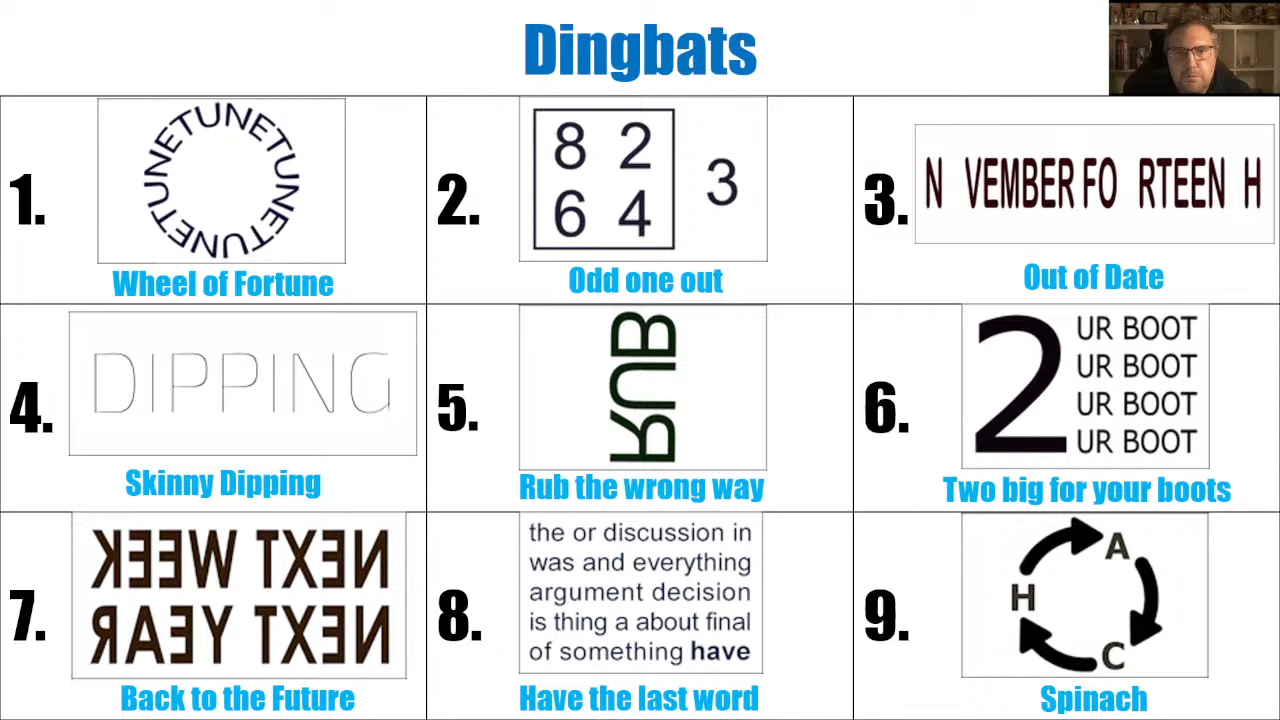 Dingbats
1.
TUNETUNETUNETUNE
Wheel of Fortune
2.
8 2
6 4
3
Odd one out
3.
N VEMBER FO RTEEN H
Out of Date
4.
DIPPING
Skinny Dipping
5.
RUB
Rub the wrong way
6.
2
UR BOOT
UR BOOT
UR BOOT
UR BOOT
Two big for your boots
7.
NEXT WEEK
NEXT YEAR
Back to the Future
8.
the or discussion in
was and everything
argument decision
is thing a about final
of something have
Have the last word
9.
A
H
C
Spinach